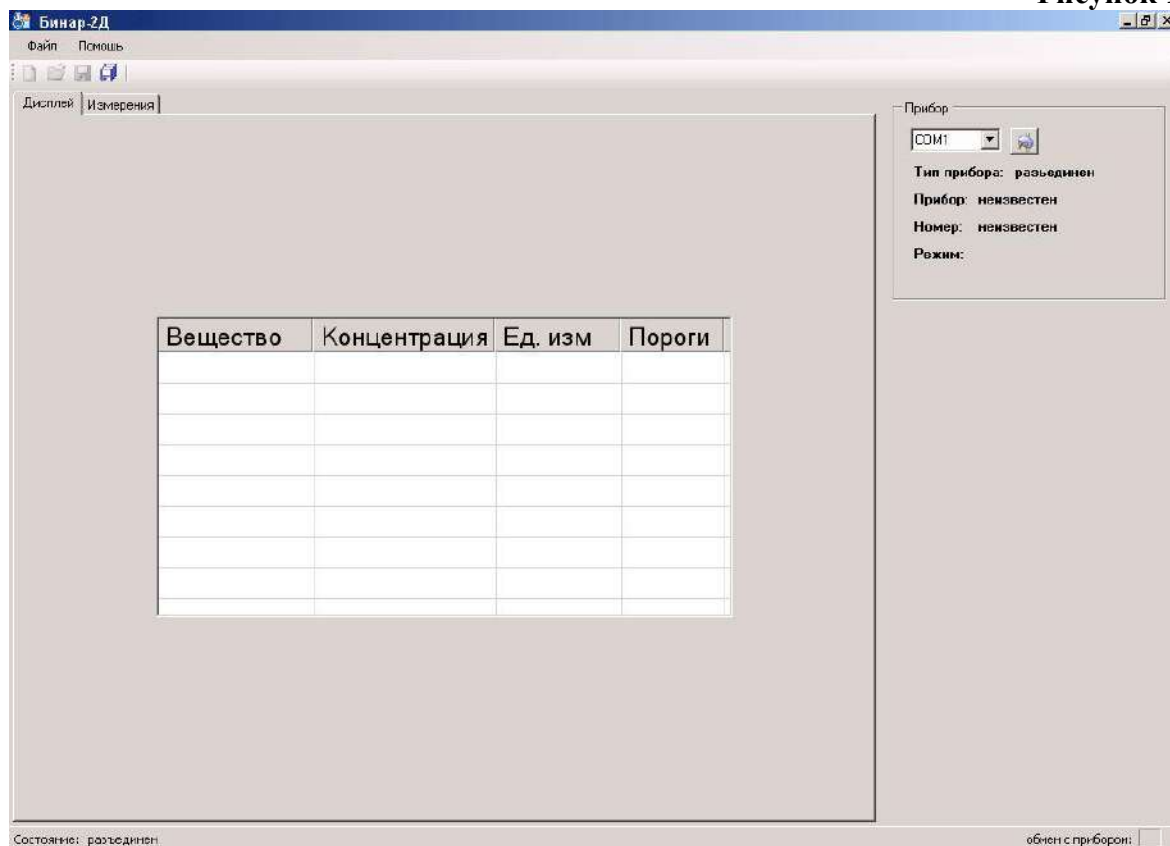 Рисунок
Бинар-2Д
Файл Помощь
Дисплей Измерения
Прибор
COM1
Тип прибора: разъединен
Прибор: неизвестен
Номер: неизвестен
Режим:
Вещество Концентрация Ед. изм Пороги
Состояние: разъединен
обмен с прибором: